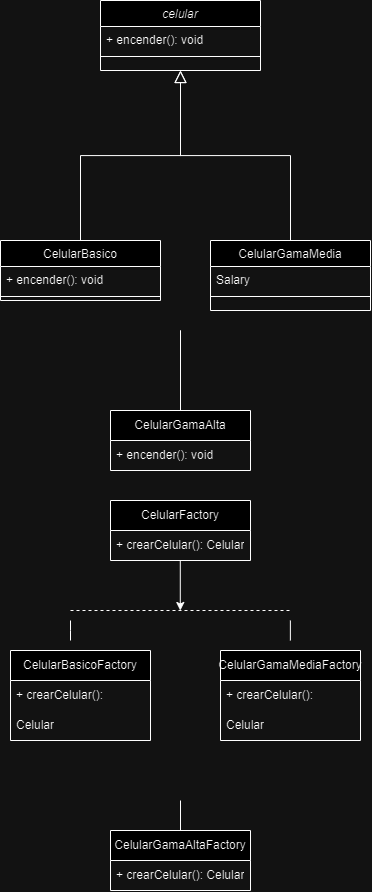 celular
+ encender(): void
CelularBasico
+ encender(): void
CelularGamaMedia
Salary
CelularGamaAlta
+ encender(): void
CelularFactory
+ crearCelular(): Celular
CelularBasicoFactory
+ crearCelular():
Celular
CelularGamaMediaFactory
+ crearCelular():
Celular
CelularGamaAltaFactory
+ crearCelular(): Celular